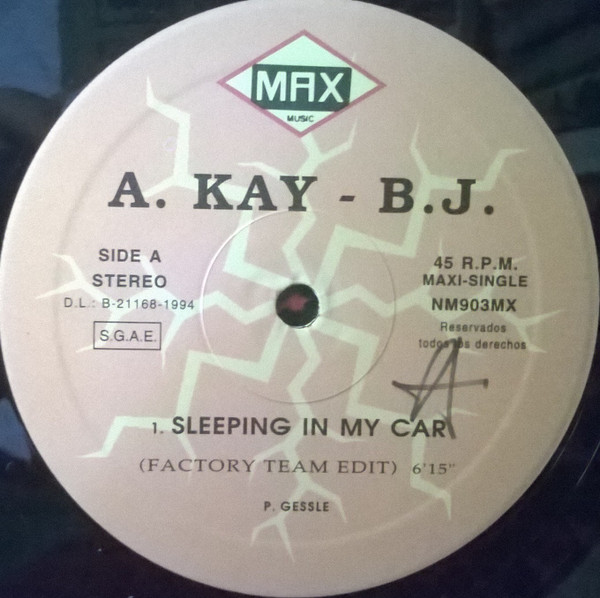 MAX
MUSIC
A. KAY - B.J.
SIDE A
STEREO
D.L.: B-21168-1994
S.G.A.E.
45 R.P.M.
MAXI-SINGLE
NM903MX
Reservados
todos los derechos
A
1. SLEEPING IN MY CAR
(FACTORY TEAM EDIT) 6'15"
P. GESSLE